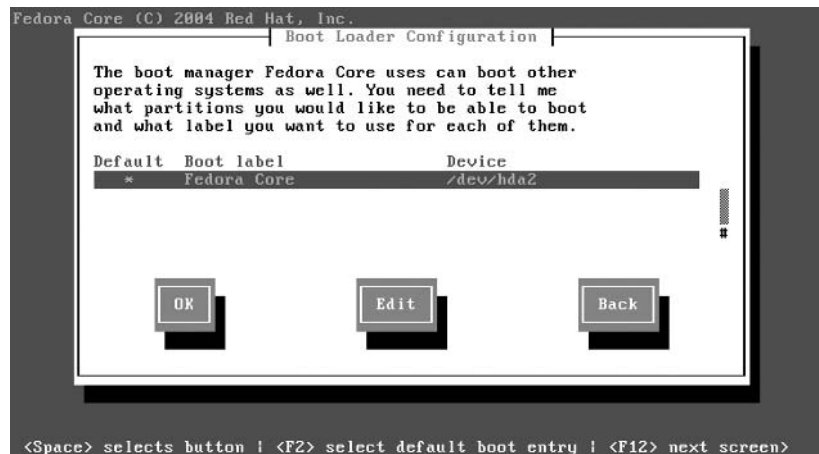 Fedora Core (C) 2004 Red Hat, Inc.
Boot Loader Configuration
The boot manager Fedora Core uses can boot other
operating systems as well. You need to tell me
what partitions you would like to be able to boot
and what label you want to use for each of them.
Default Boot label Device
* Fedora Core /dev/hda2
#
OK Edit Back
<Space> selects button | <F2> select default boot entry | <F12> next screen>